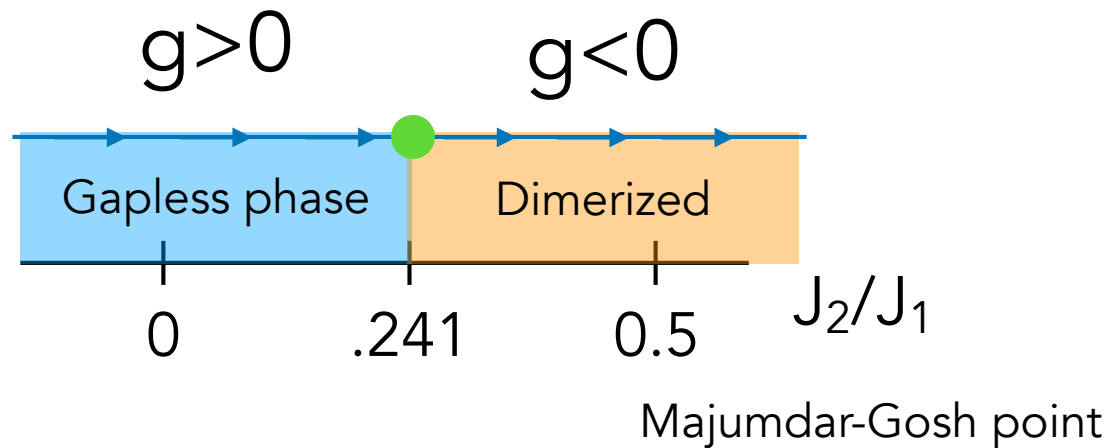 g>0 g<0
Gapless phase Dimerized
0 .241 0.5 J₂/J₁
Majumdar-Gosh point